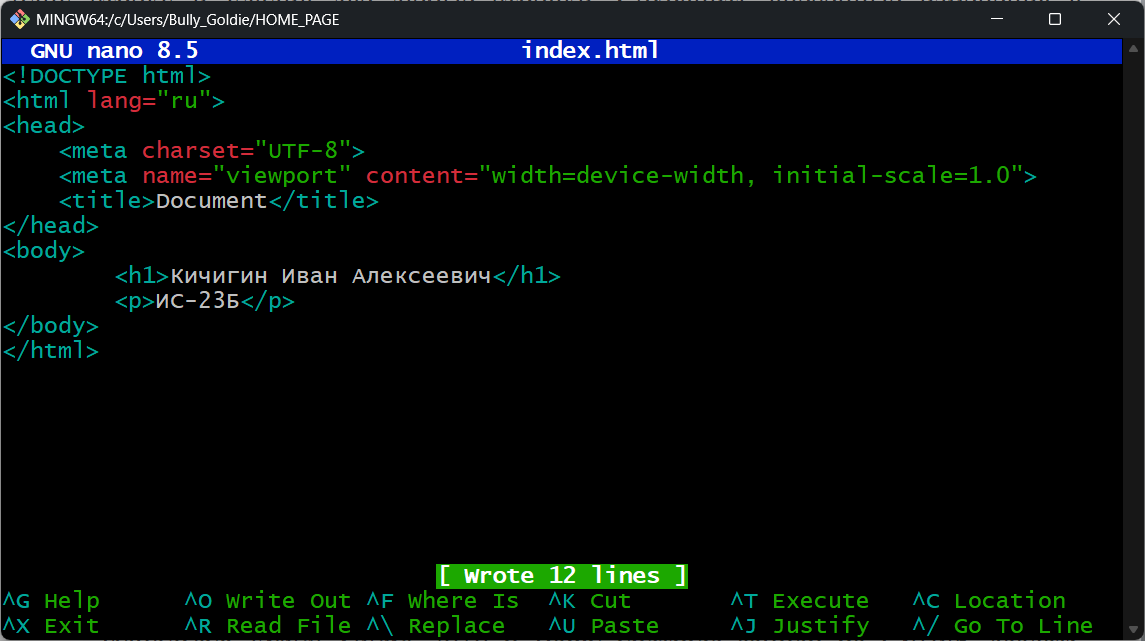 MINGW64:/c/Users/Bully_Goldie/HOME_PAGE
GNU nano 8.5 index.html
<!DOCTYPE html>
<html lang="ru">
<head>
    <meta charset="UTF-8">
    <meta name="viewport" content="width=device-width, initial-scale=1.0">
    <title>Document</title>
</head>
<body>
        <h1>Кичигин Иван Алексеевич</h1>
        <p>ИС-23Б</p>
</body>
</html>
[ Wrote 12 lines ]
^G Help ^O Write Out ^F Where Is ^K Cut ^T Execute ^C Location
^X Exit ^R Read File ^\ Replace ^U Paste ^J Justify ^/ Go To Line